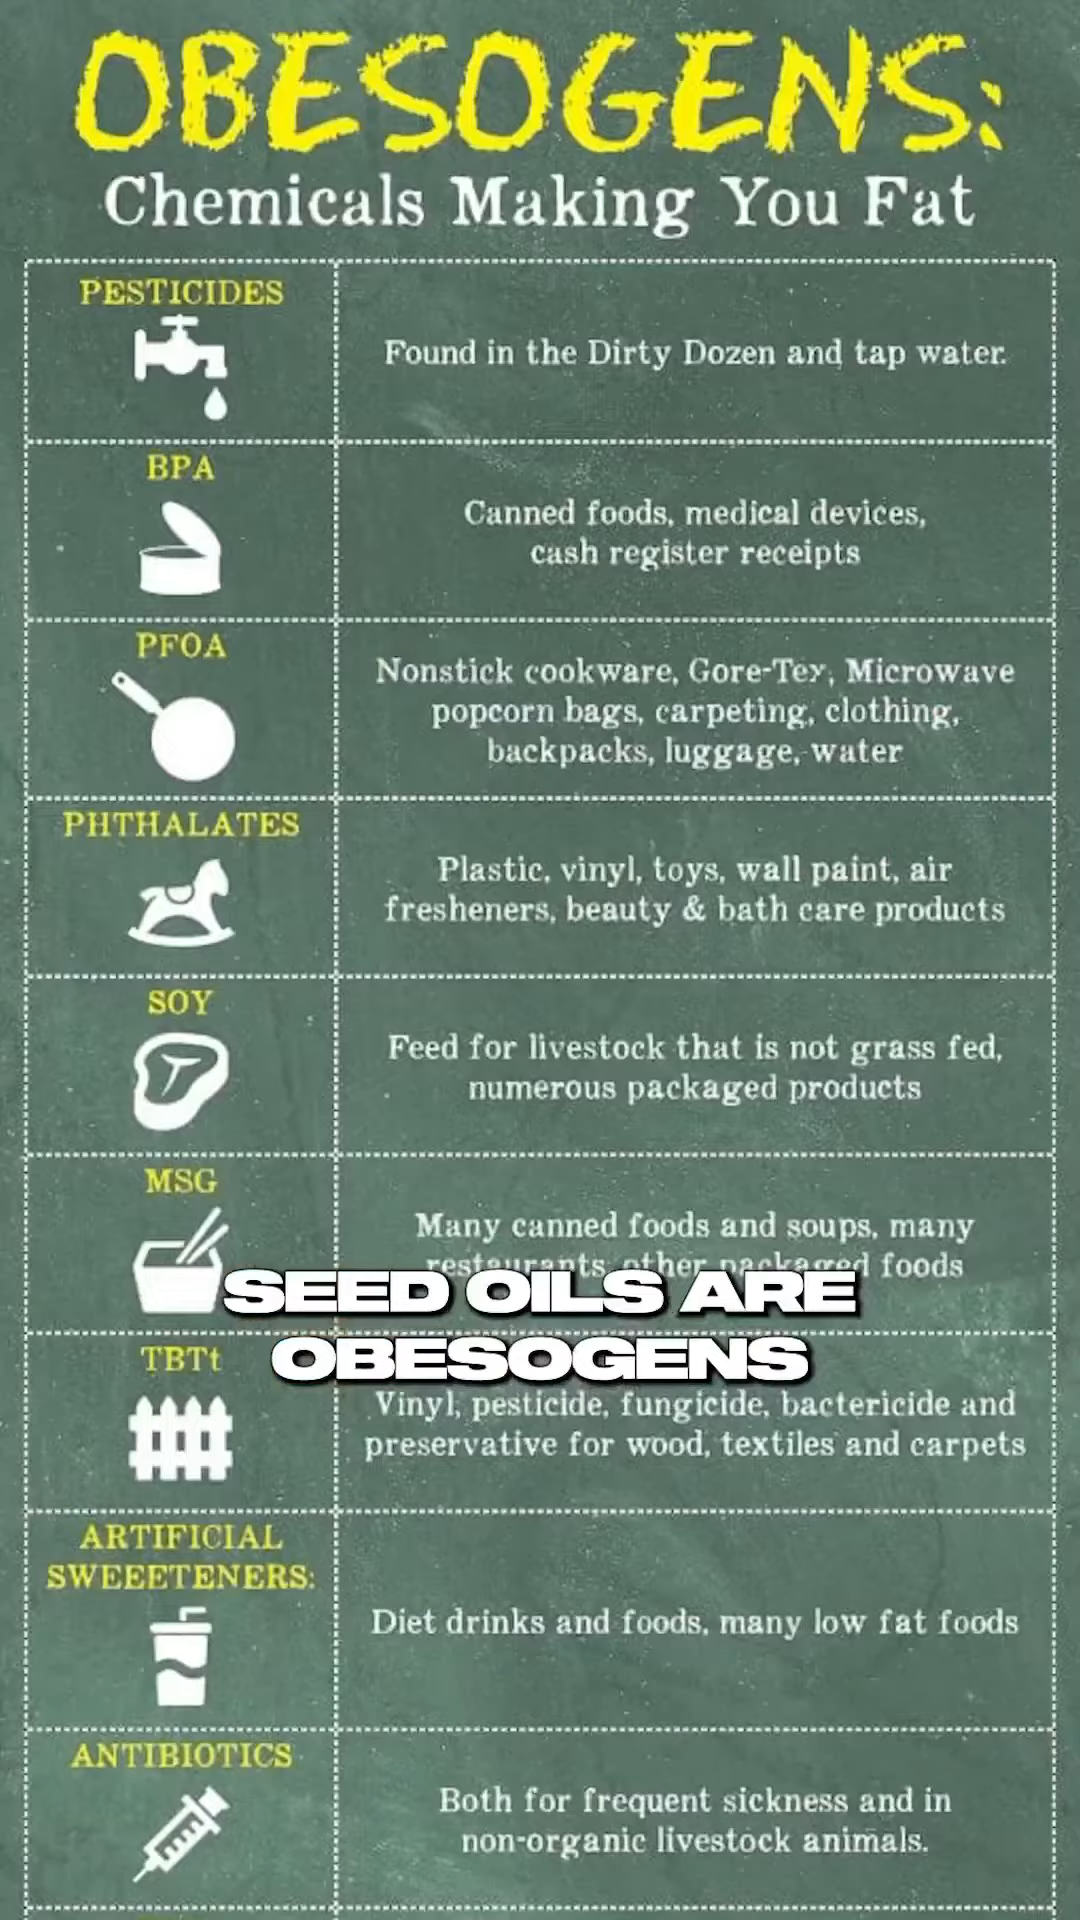 OBESOGENS:
Chemicals Making You Fat
PESTICIDES
Found in the Dirty Dozen and tap water.
BPA
Canned foods, medical devices,
cash register receipts
PFOA
Nonstick cookware, Gore-Tex, Microwave
popcorn bags, carpeting, clothing,
backpacks, luggage, water
PHTHALATES
Plastic, vinyl, toys, wall paint, air
fresheners, beauty & bath care products
SOY
Feed for livestock that is not grass fed,
numerous packaged products
MSG
Many canned foods and soups, many
restaurants, other packaged foods
SEED OILS ARE
OBESOGENS
TBTt
Vinyl, pesticide, fungicide, bactericide and
preservative for wood, textiles and carpets
ARTIFICIAL
SWEEETENERS:
Diet drinks and foods, many low fat foods
ANTIBIOTICS
Both for frequent sickness and in
non-organic livestock animals.